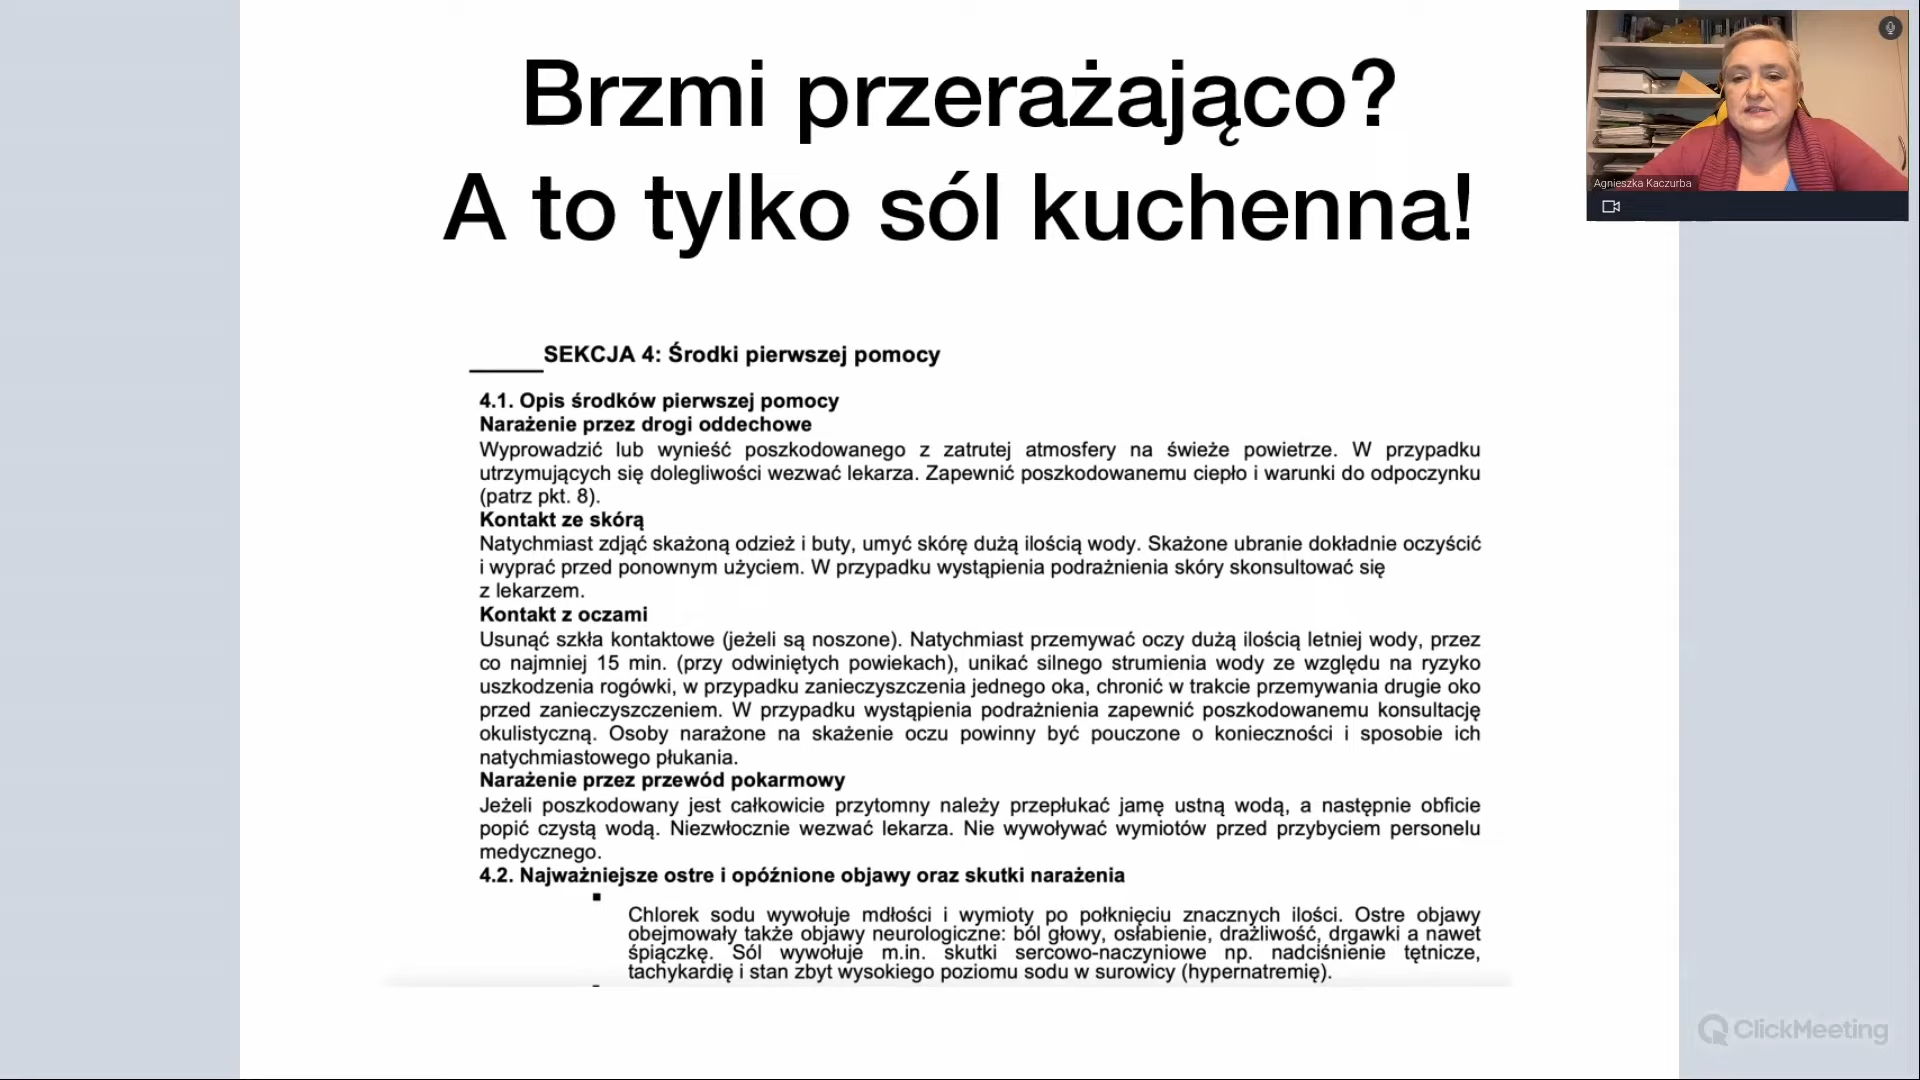 Brzmi przerażająco?
A to tylko sól kuchenna!
Agnieszka Kaczurba
SEKCJA 4: Środki pierwszej pomocy
4.1. Opis środków pierwszej pomocy
Narażenie przez drogi oddechowe
Wyprowadzić lub wynieść poszkodowanego z zatrutej atmosfery na świeże powietrze. W przypadku
utrzymujących się dolegliwości wezwać lekarza. Zapewnić poszkodowanemu ciepło i warunki do odpoczynku
(patrz pkt. 8).
Kontakt ze skórą
Natychmiast zdjąć skażoną odzież i buty, umyć skórę dużą ilością wody. Skażone ubranie dokładnie oczyścić
i wyprać przed ponownym użyciem. W przypadku wystąpienia podrażnienia skóry skonsultować się
z lekarzem.
Kontakt z oczami
Usunąć szkła kontaktowe (jeżeli są noszone). Natychmiast przemywać oczy dużą ilością letniej wody, przez
co najmniej 15 min. (przy odwiniętych powiekach), unikać silnego strumienia wody ze względu na ryzyko
uszkodzenia rogówki, w przypadku zanieczyszczenia jednego oka, chronić w trakcie przemywania drugie oko
przed zanieczyszczeniem. W przypadku wystąpienia podrażnienia zapewnić poszkodowanemu konsultację
okulistyczną. Osoby narażone na skażenie oczu powinny być pouczone o konieczności i sposobie ich
natychmiastowego płukania.
Narażenie przez przewód pokarmowy
Jeżeli poszkodowany jest całkowicie przytomny należy przepłukać jamę ustną wodą, a następnie obficie
popić czystą wodą. Niezwłocznie wezwać lekarza. Nie wywoływać wymiotów przed przybyciem personelu
medycznego.
4.2. Najważniejsze ostre i opóźnione objawy oraz skutki narażenia
Chlorek sodu wywołuje mdłości i wymioty po połknięciu znacznych ilości. Ostre objawy
obejmowały także objawy neurologiczne: ból głowy, osłabienie, drażliwość, drgawki a nawet
śpiączkę. Sól wywołuje m.in. skutki sercowo-naczyniowe np. nadciśnienie tętnicze,
tachykardię i stan zbyt wysokiego poziomu sodu w surowicy (hypernatremię).
ClickMeeting